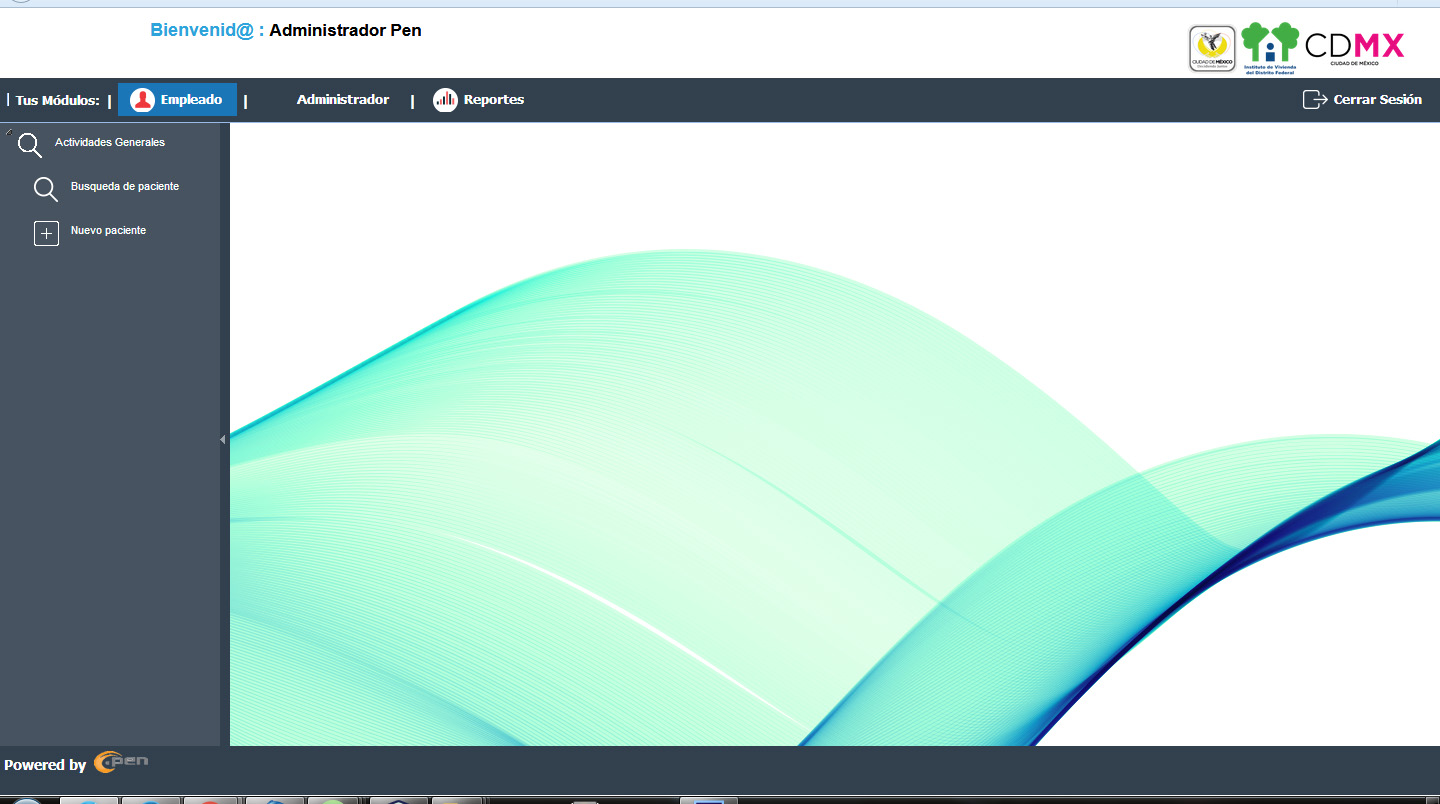 Bienvenid@ : Administrador Pen
CIUDAD DE MÉXICO
Instituto de Vivienda
del Distrito Federal
CDMX
CIUDAD DE MÉXICO
| Tus Módulos: | Empleado | Administrador | Reportes
Cerrar Sesión
Actividades Generales
Busqueda de paciente
Nuevo paciente
Powered by OPEN